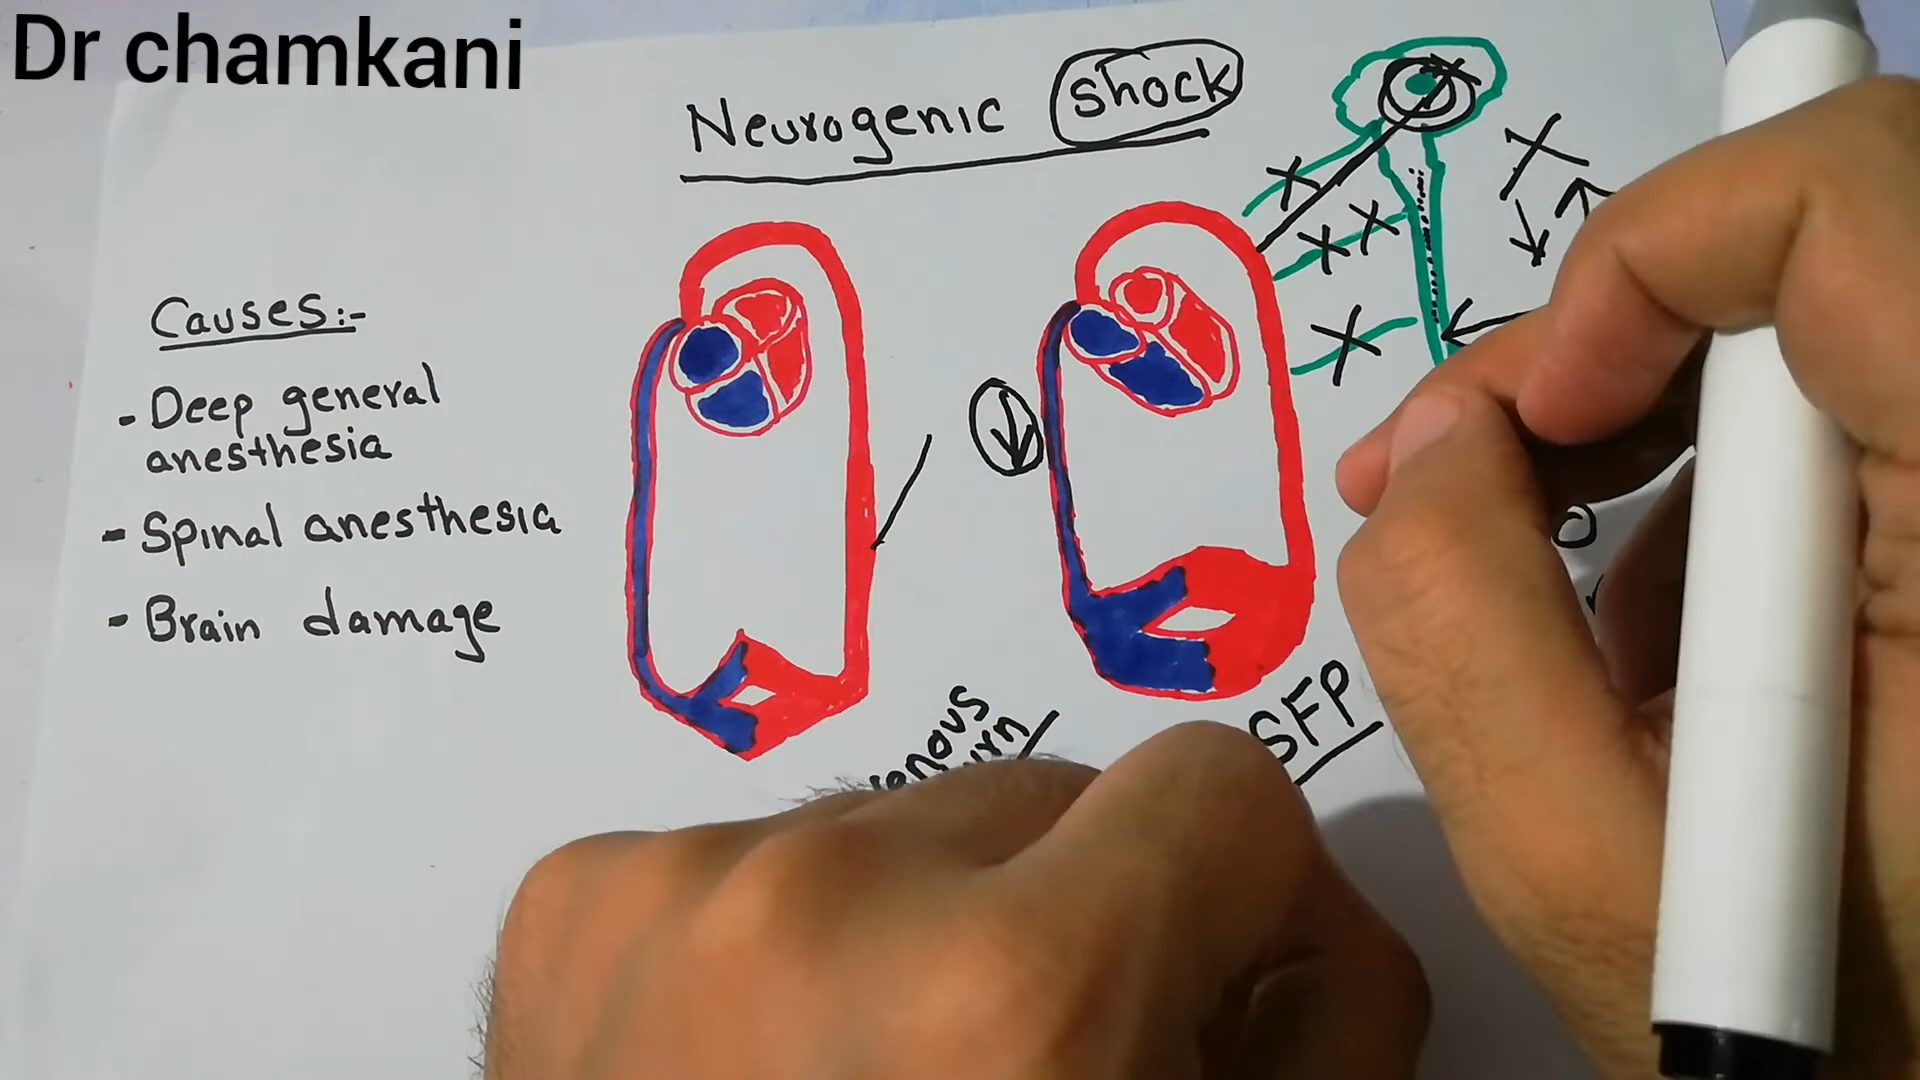 Dr chamkani
Neurogenic shock
Causes:-
- Deep general
anesthesia
- Spinal anesthesia
- Brain damage
SFP